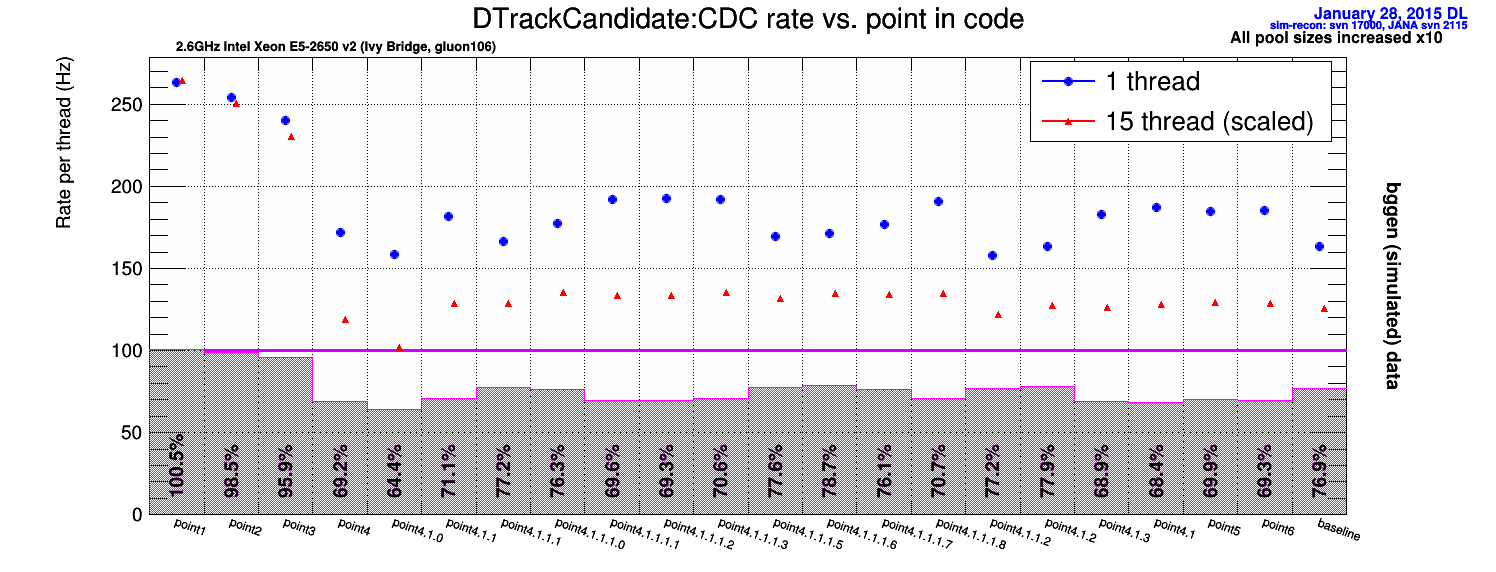 DTrackCandidate:CDC rate vs. point in code
January 28, 2015 DL
sim-recon: svn 17000, JANA svn 2115
All pool sizes increased x10
2.6GHz Intel Xeon E5-2650 v2 (Ivy Bridge, gluon106)
Rate per thread (Hz)
1 thread
15 thread (scaled)
250
200
150
100
50
0
bggen (simulated) data
100.5% 98.5% 95.9% 69.2% 64.4% 71.1% 77.2% 76.3% 69.6% 69.3% 70.6% 77.6% 78.7% 76.1% 70.7% 77.2% 77.9% 68.9% 68.4% 69.9% 69.3% 76.9%
point1 point2 point3 point4 point4.1.0 point4.1.1 point4.1.1.1 point4.1.1.1.0 point4.1.1.1.1 point4.1.1.1.2 point4.1.1.1.3 point4.1.1.1.5 point4.1.1.1.6 point4.1.1.1.7 point4.1.1.1.8 point4.1.1.2 point4.1.2 point4.1.3 point4.1 point5 point6 baseline